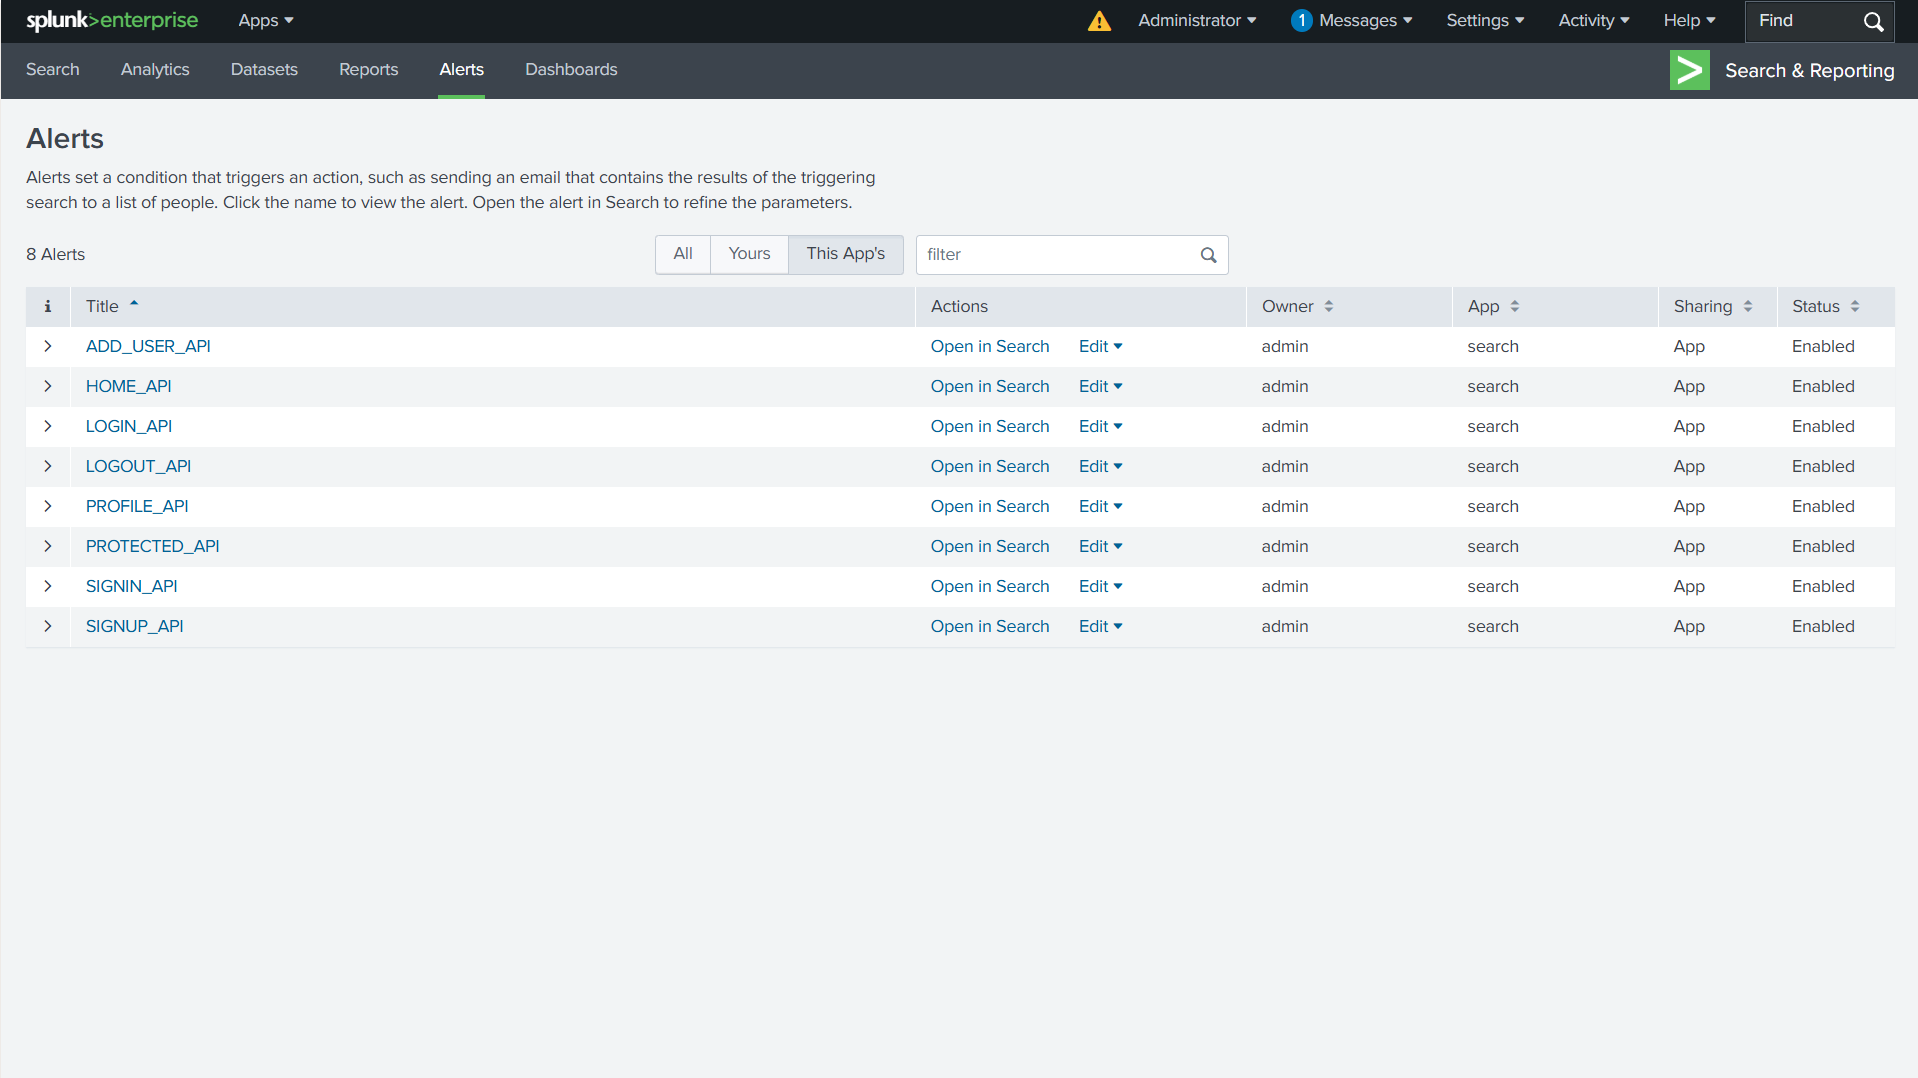 splunk>enterprise Apps Administrator 1 Messages Settings Activity Help Find
Search Analytics Datasets Reports Alerts Dashboards Search & Reporting
Alerts
Alerts set a condition that triggers an action, such as sending an email that contains the results of the triggering
search to a list of people. Click the name to view the alert. Open the alert in Search to refine the parameters.
8 Alerts All Yours This App's filter
i Title Actions Owner App Sharing Status
ADD_USER_API Open in Search Edit admin search App Enabled
HOME_API Open in Search Edit admin search App Enabled
LOGIN_API Open in Search Edit admin search App Enabled
LOGOUT_API Open in Search Edit admin search App Enabled
PROFILE_API Open in Search Edit admin search App Enabled
PROTECTED_API Open in Search Edit admin search App Enabled
SIGNIN_API Open in Search Edit admin search App Enabled
SIGNUP_API Open in Search Edit admin search App Enabled